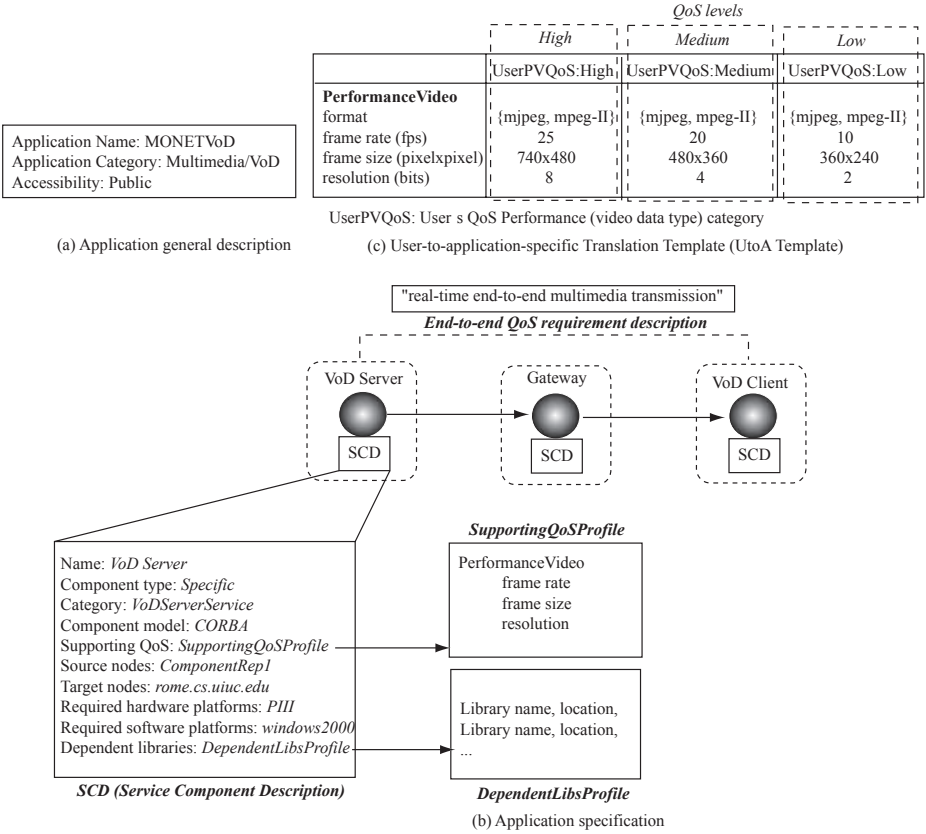 QoS levels
High Medium Low
UserPVQoS:High UserPVQoS:Medium UserPVQoS:Low
PerformanceVideo
format {mjpeg, mpeg-II} {mjpeg, mpeg-II} {mjpeg, mpeg-II}
frame rate (fps) 25 20 10
frame size (pixelxpixel) 740x480 480x360 360x240
resolution (bits) 8 4 2
UserPVQoS: User s QoS Performance (video data type) category
Application Name: MONETVoD
Application Category: Multimedia/VoD
Accessibility: Public
(a) Application general description
(c) User-to-application-specific Translation Template (UtoA Template)
"real-time end-to-end multimedia transmission"
End-to-end QoS requirement description
VoD Server Gateway VoD Client
SCD SCD SCD
Name: VoD Server
Component type: Specific
Category: VoDServerService
Component model: CORBA
Supporting QoS: SupportingQoSProfile
Source nodes: ComponentRep1
Target nodes: rome.cs.uiuc.edu
Required hardware platforms: PIII
Required software platforms: windows2000
Dependent libraries: DependentLibsProfile
SCD (Service Component Description)
SupportingQoSProfile
PerformanceVideo
frame rate
frame size
resolution
Library name, location,
Library name, location,
...
DependentLibsProfile
(b) Application specification